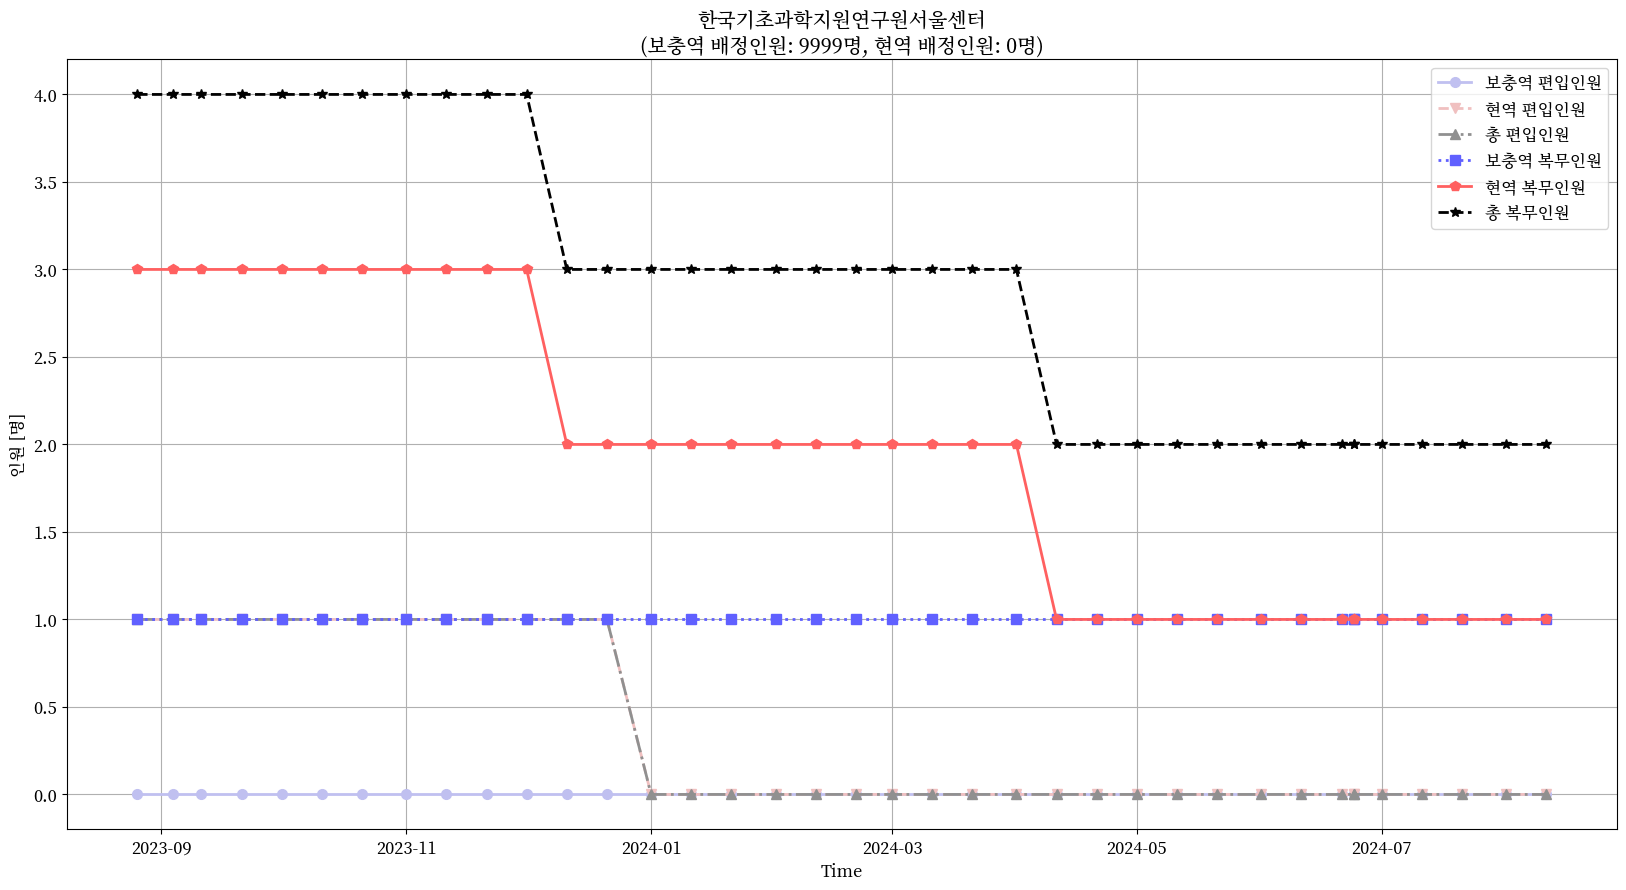 한국기초과학지원연구원서울센터
(보충역 배정인원: 9999명, 현역 배정인원: 0명)
보충역 편입인원
현역 편입인원
총 편입인원
보충역 복무인원
현역 복무인원
총 복무인원
4.0
3.5
3.0
2.5
2.0
1.5
1.0
0.5
0.0
인원 [명]
2023-09
2023-11
2024-01
2024-03
2024-05
2024-07
Time